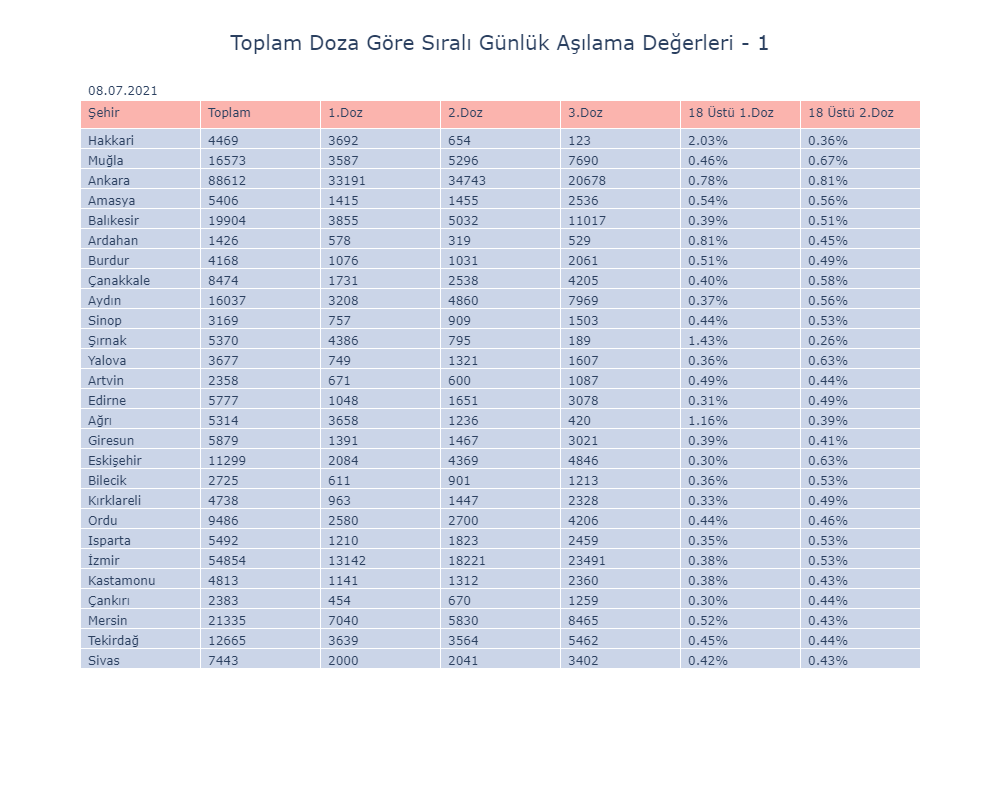 Toplam Doza Göre Sıralı Günlük Aşılama Değerleri - 1
08.07.2021
Şehir Toplam 1.Doz 2.Doz 3.Doz 18 Üstü 1.Doz 18 Üstü 2.Doz
Hakkari 4469 3692 654 123 2.03% 0.36%
Muğla 16573 3587 5296 7690 0.46% 0.67%
Ankara 88612 33191 34743 20678 0.78% 0.81%
Amasya 5406 1415 1455 2536 0.54% 0.56%
Balıkesir 19904 3855 5032 11017 0.39% 0.51%
Ardahan 1426 578 319 529 0.81% 0.45%
Burdur 4168 1076 1031 2061 0.51% 0.49%
Çanakkale 8474 1731 2538 4205 0.40% 0.58%
Aydın 16037 3208 4860 7969 0.37% 0.56%
Sinop 3169 757 909 1503 0.44% 0.53%
Şırnak 5370 4386 795 189 1.43% 0.26%
Yalova 3677 749 1321 1607 0.36% 0.63%
Artvin 2358 671 600 1087 0.49% 0.44%
Edirne 5777 1048 1651 3078 0.31% 0.49%
Ağrı 5314 3658 1236 420 1.16% 0.39%
Giresun 5879 1391 1467 3021 0.39% 0.41%
Eskişehir 11299 2084 4369 4846 0.30% 0.63%
Bilecik 2725 611 901 1213 0.36% 0.53%
Kırklareli 4738 963 1447 2328 0.33% 0.49%
Ordu 9486 2580 2700 4206 0.44% 0.46%
Isparta 5492 1210 1823 2459 0.35% 0.53%
İzmir 54854 13142 18221 23491 0.38% 0.53%
Kastamonu 4813 1141 1312 2360 0.38% 0.43%
Çankırı 2383 454 670 1259 0.30% 0.44%
Mersin 21335 7040 5830 8465 0.52% 0.43%
Tekirdağ 12665 3639 3564 5462 0.45% 0.44%
Sivas 7443 2000 2041 3402 0.42% 0.43%